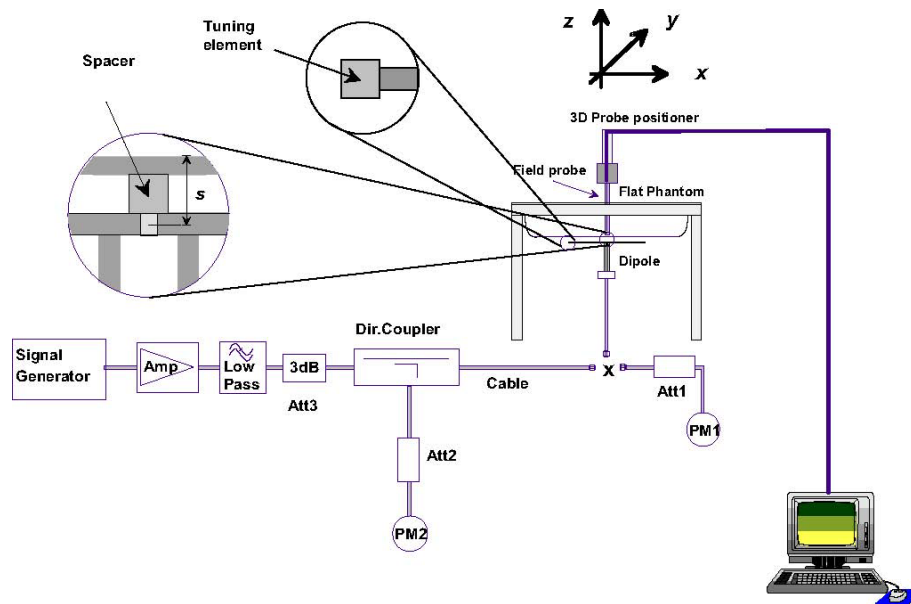 Tuning
element
z
y
x
Spacer
3D Probe positioner
s
Field probe
Flat Phantom
Dipole
Dir.Coupler
Signal
Generator
Amp
Low
Pass
3dB
Att3
Cable
x
Att1
PM1
Att2
PM2